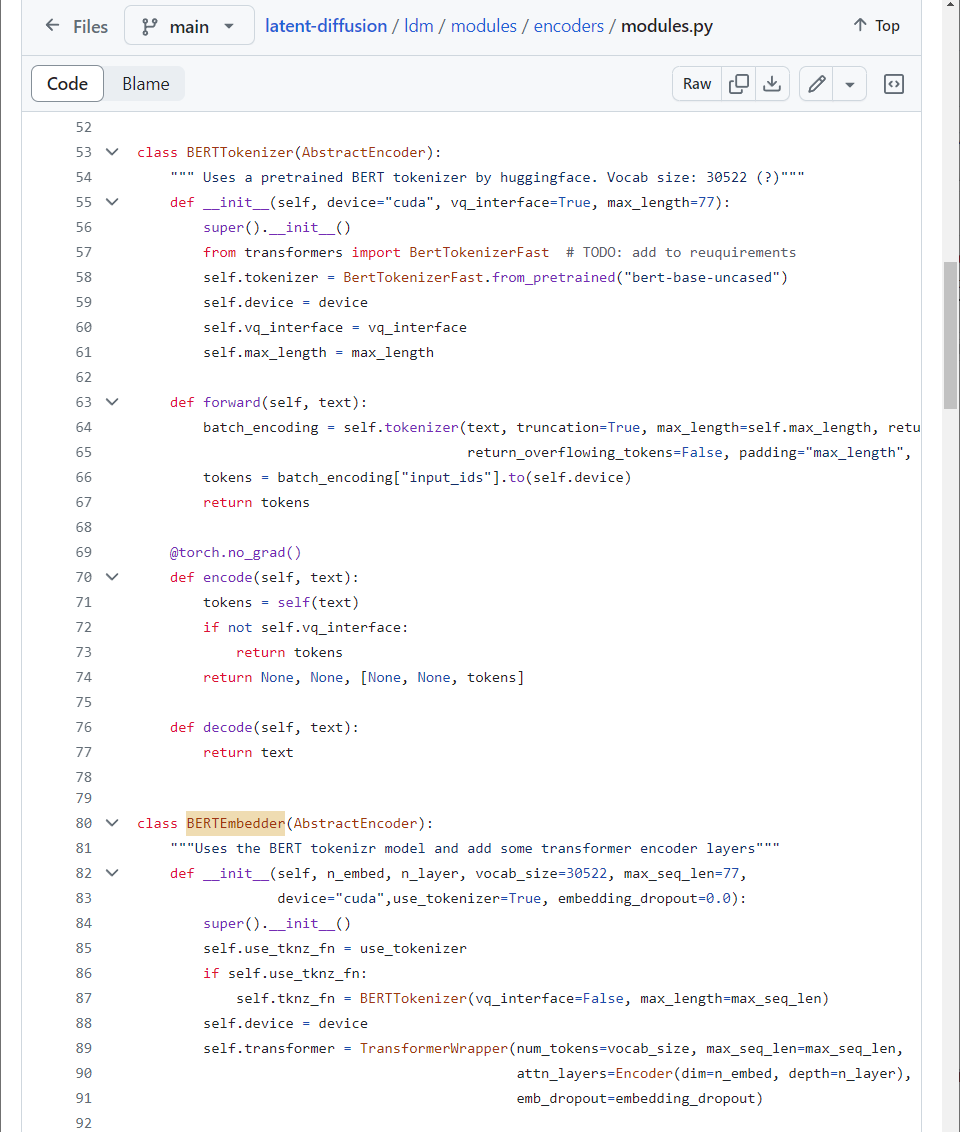 Files main latent-diffusion / ldm / modules / encoders / modules.py Top
Code Blame Raw
52
53 class BERTTokenizer(AbstractEncoder):
54 """ Uses a pretrained BERT tokenizer by huggingface. Vocab size: 30522 (?)"""
55 def __init__(self, device="cuda", vq_interface=True, max_length=77):
56 super().__init__()
57 from transformers import BertTokenizerFast  # TODO: add to reuquirements
58 self.tokenizer = BertTokenizerFast.from_pretrained("bert-base-uncased")
59 self.device = device
60 self.vq_interface = vq_interface
61 self.max_length = max_length
62
63 def forward(self, text):
64 batch_encoding = self.tokenizer(text, truncation=True, max_length=self.max_length, retu
65 return_overflowing_tokens=False, padding="max_length",
66 tokens = batch_encoding["input_ids"].to(self.device)
67 return tokens
68
69 @torch.no_grad()
70 def encode(self, text):
71 tokens = self(text)
72 if not self.vq_interface:
73 return tokens
74 return None, None, [None, None, tokens]
75
76 def decode(self, text):
77 return text
78
79
80 class BERTEmbedder(AbstractEncoder):
81 """Uses the BERT tokenizr model and add some transformer encoder layers"""
82 def __init__(self, n_embed, n_layer, vocab_size=30522, max_seq_len=77,
83 device="cuda",use_tokenizer=True, embedding_dropout=0.0):
84 super().__init__()
85 self.use_tknz_fn = use_tokenizer
86 if self.use_tknz_fn:
87 self.tknz_fn = BERTTokenizer(vq_interface=False, max_length=max_seq_len)
88 self.device = device
89 self.transformer = TransformerWrapper(num_tokens=vocab_size, max_seq_len=max_seq_len,
90 attn_layers=Encoder(dim=n_embed, depth=n_layer),
91 emb_dropout=embedding_dropout)
92